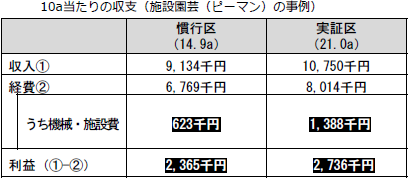 10a当たりの収支（施設園芸（ピーマン）の事例）
慣行区 実証区
（14.9a） （21.0a）
収入① 9,134千円 10,750千円
経費② 6,769千円 8,014千円
うち機械・施設費 623千円 1,388千円
利益（①−②） 2,365千円 2,736千円